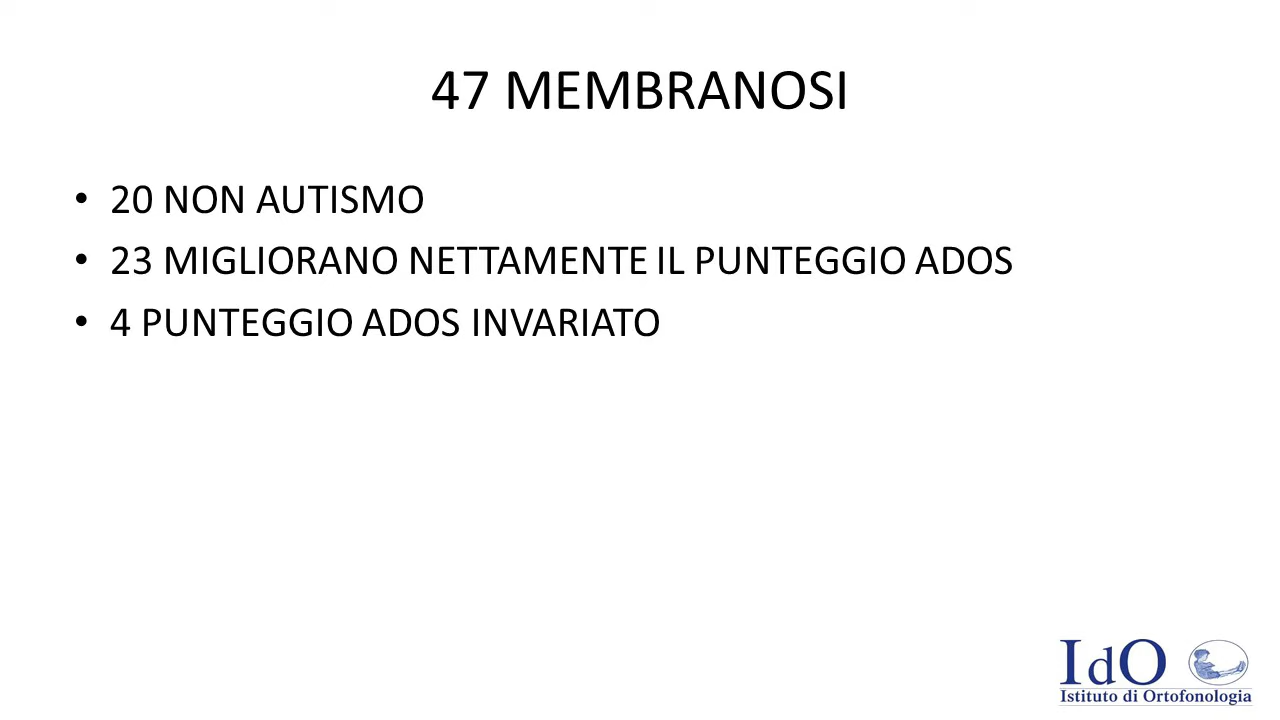 47 MEMBRANOSI
• 20 NON AUTISMO
• 23 MIGLIORANO NETTAMENTE IL PUNTEGGIO ADOS
• 4 PUNTEGGIO ADOS INVARIATO
IdO
Istituto di Ortofonologia